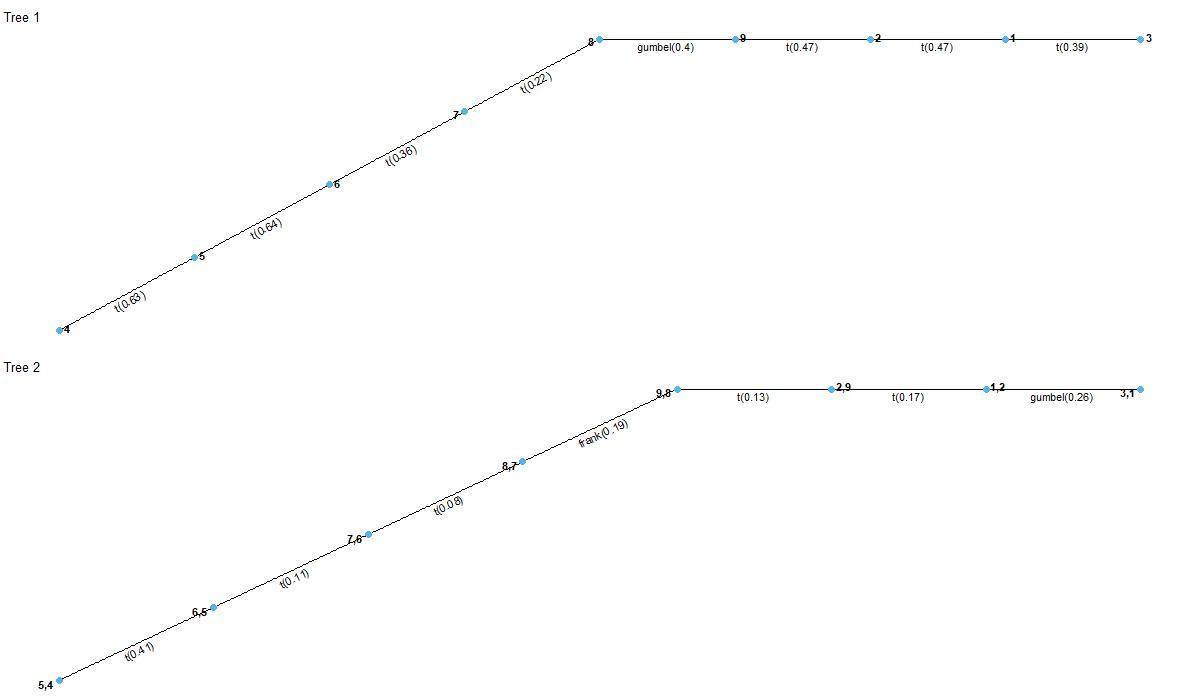 Tree 1
8
gumbel(0.4)
9
t(0.47)
2
t(0.47)
1
t(0.39)
3
t(0.22)
7
t(0.36)
6
t(0.64)
5
t(0.63)
4
Tree 2
9,8
t(0.13)
2,9
t(0.17)
1,2
gumbel(0.26)
3,1
frank(0.19)
8,7
t(0.08)
7,6
t(0.11)
6,5
t(0.41)
5,4